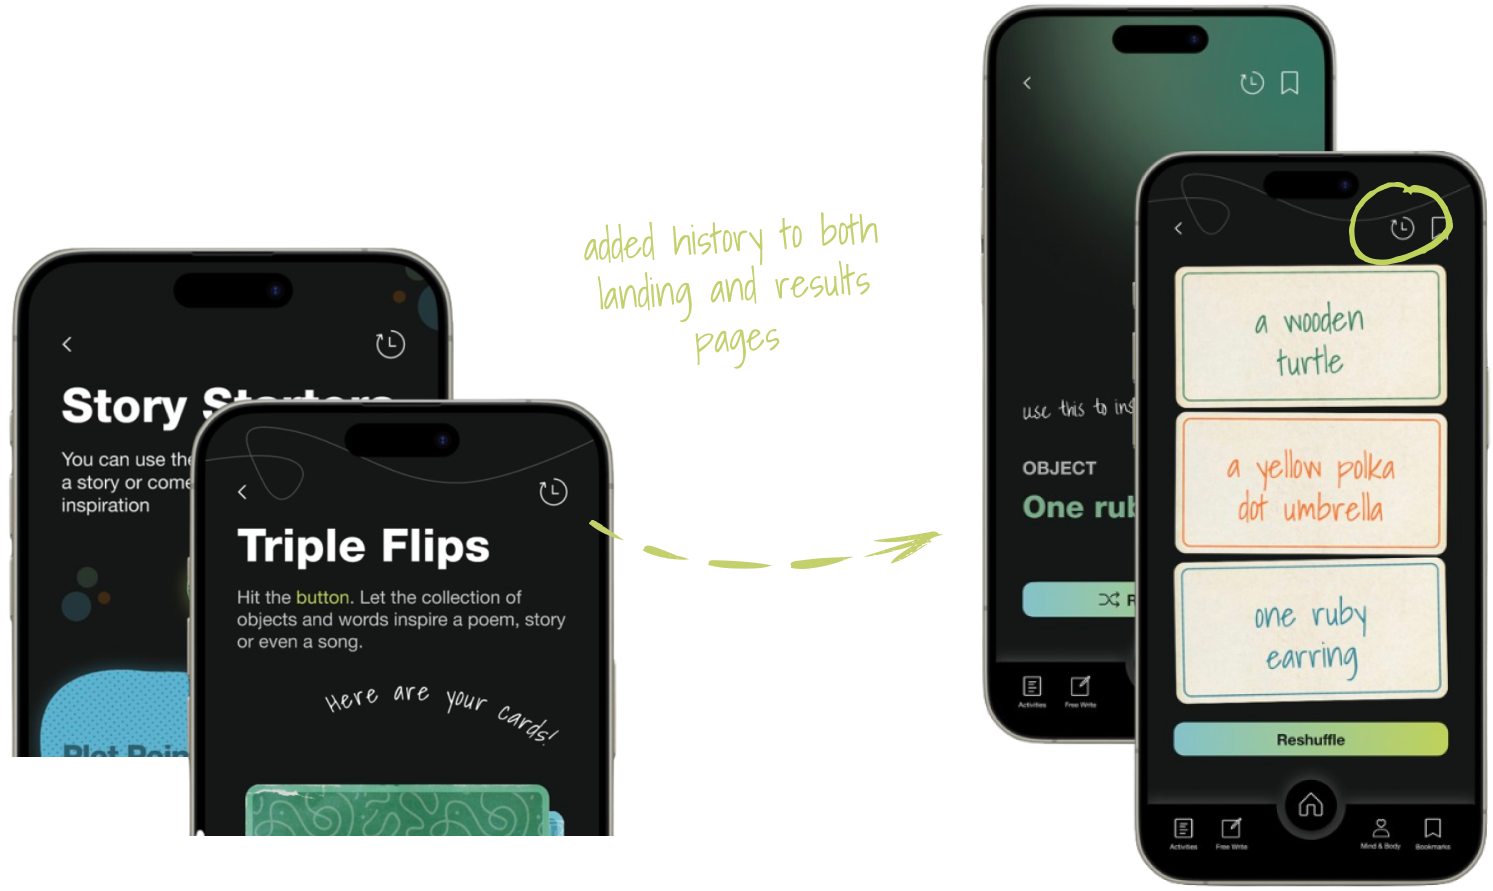 Story Starters
You can use the
a story or come
inspiration
Plot Poin
Triple Flips
Hit the button. Let the collection of
objects and words inspire a poem, story
or even a song.
Here are your cards!
added history to both
landing and results
pages
use this to ins
OBJECT
One rub
R
Activities
Free Write
a wooden
turtle
a yellow polka
dot umbrella
one ruby
earring
Reshuffle
Activities
Free Write
Mind & Body
Bookmarks